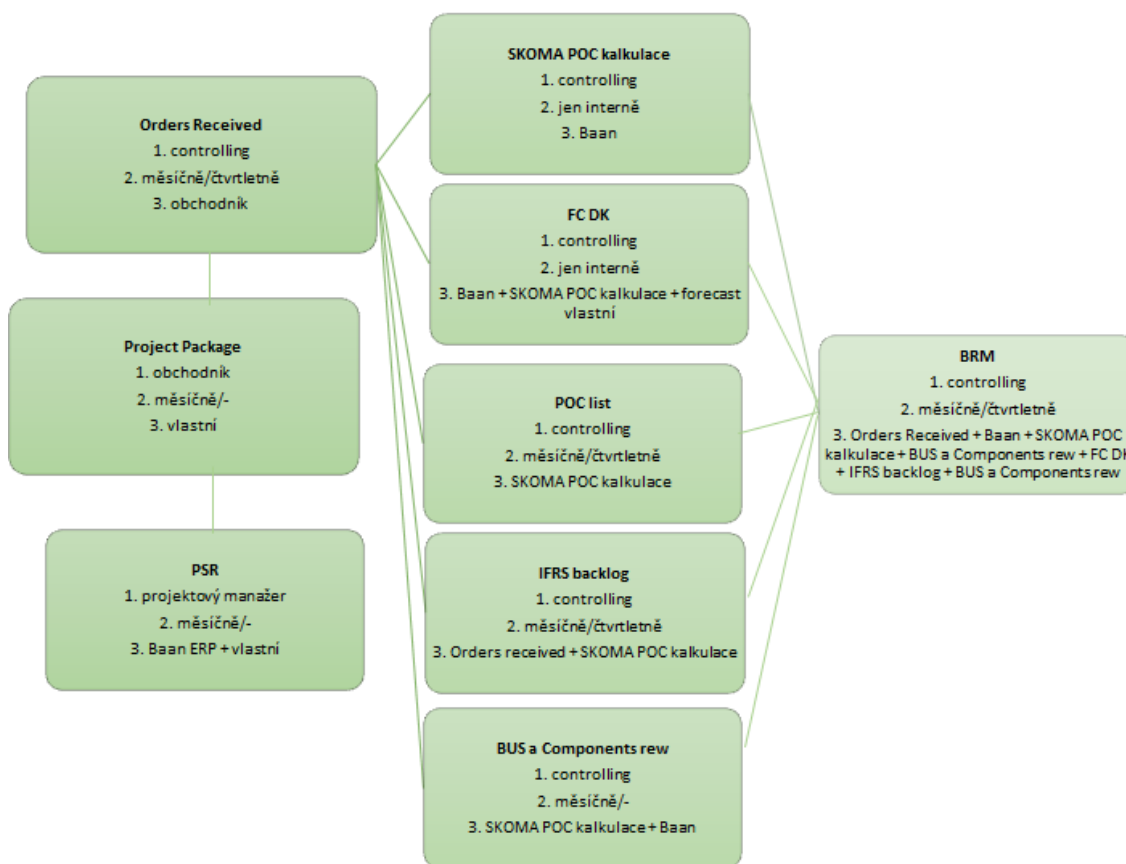 Orders Received
1. controlling
2. měsíčně/čtvrtletně
3. obchodník
Project Package
1. obchodník
2. měsíčně/-
3. vlastní
PSR
1. projektový manažer
2. měsíčně/-
3. Baan ERP + vlastní
SKOMA POC kalkulace
1. controlling
2. jen interně
3. Baan
FC DK
1. controlling
2. jen interně
3. Baan + SKOMA POC kalkulace + forecast
vlastní
POC list
1. controlling
2. měsíčně/čtvrtletně
3. SKOMA POC kalkulace
IFRS backlog
1. controlling
2. měsíčně/čtvrtletně
3. Orders received + SKOMA POC kalkulace
BUS a Components rew
1. controlling
2. měsíčně/-
3. SKOMA POC kalkulace + Baan
BRM
1. controlling
2. měsíčně/čtvrtletně
3. Orders Received + Baan + SKOMA POC
kalkulace + BUS a Components rew + FC DK
+ IFRS backlog + BUS a Components rew